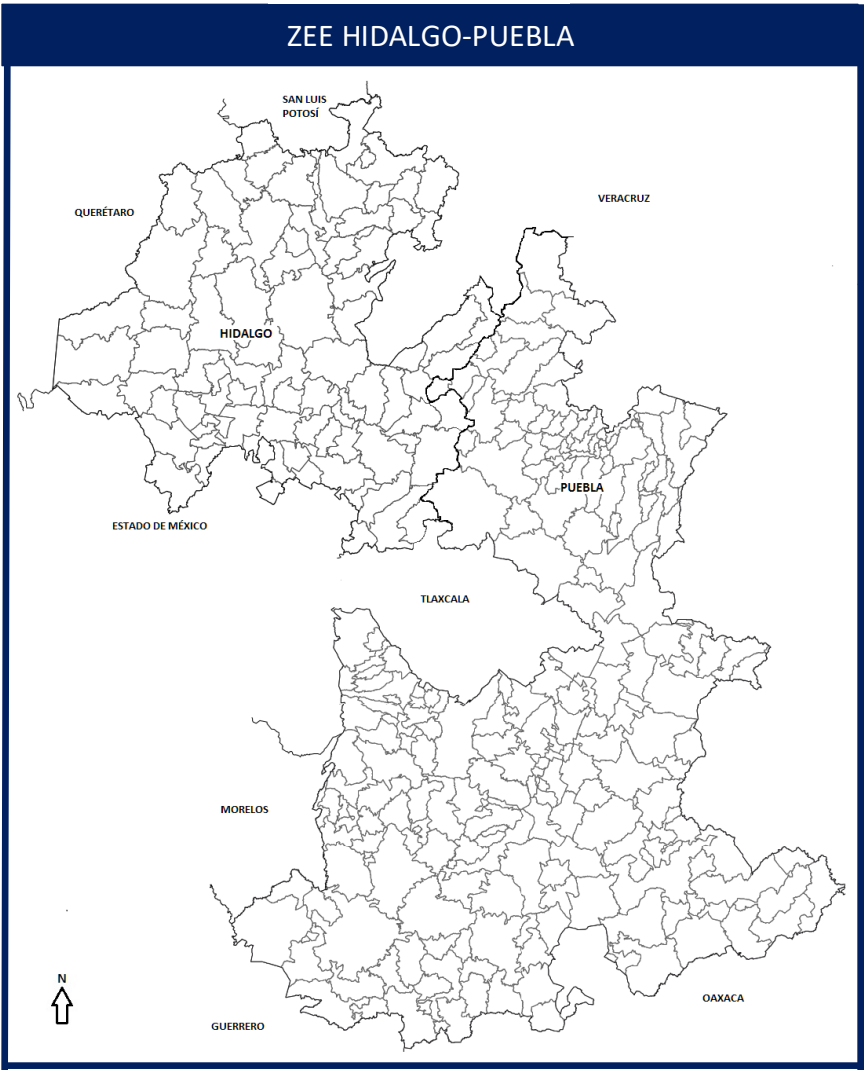 ZEE HIDALGO-PUEBLA
SAN LUIS
POTOSÍ
VERACRUZ
QUERÉTARO
HIDALGO
PUEBLA
ESTADO DE MÉXICO
TLAXCALA
MORELOS
N
OAXACA
GUERRERO